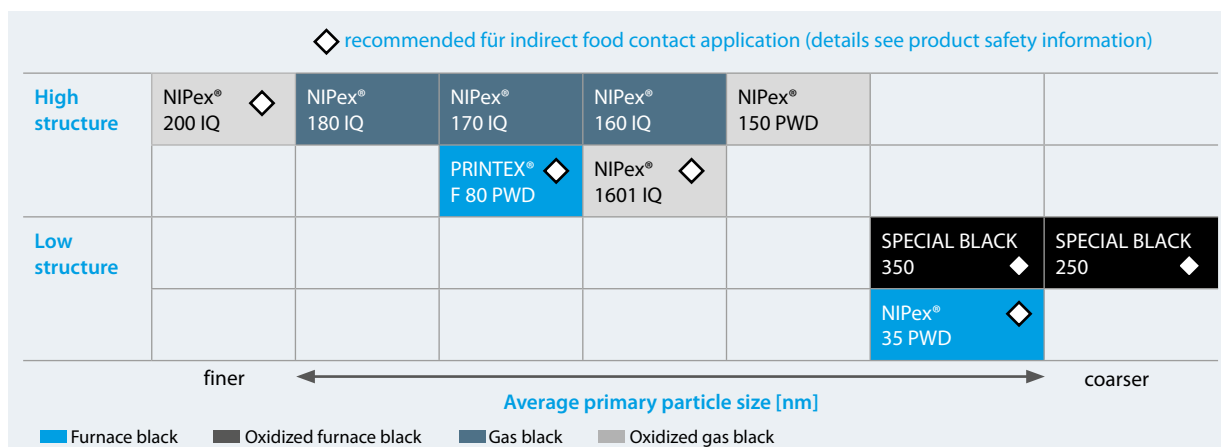 recommended für indirect food contact application (details see product safety information)
High
structure
NIPex®
200 IQ
NIPex®
180 IQ
NIPex®
170 IQ
NIPex®
160 IQ
NIPex®
150 PWD
PRINTEX®
F 80 PWD
NIPex®
1601 IQ
Low
structure
SPECIAL BLACK
350
SPECIAL BLACK
250
NIPex®
35 PWD
finer
coarser
Average primary particle size [nm]
Furnace black
Oxidized furnace black
Gas black
Oxidized gas black